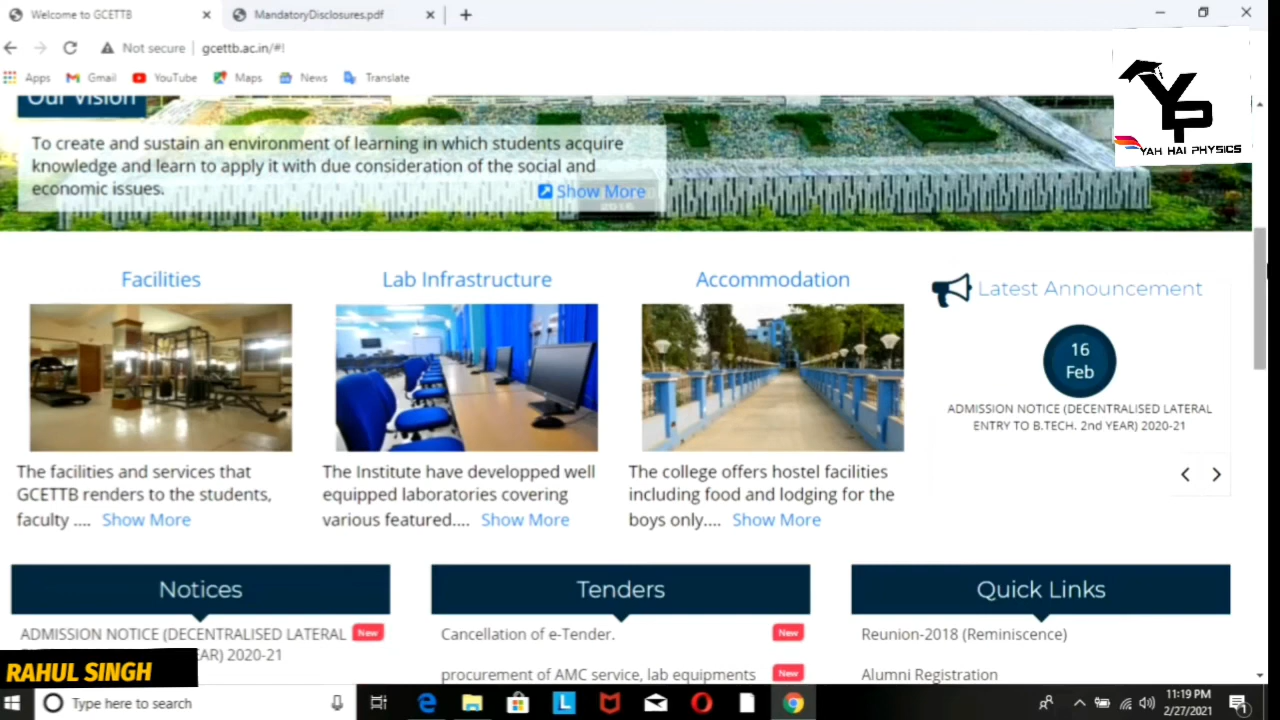 Welcome to GCETTB
MandatoryDisclosures.pdf
Not secure
gcettb.ac.in/#!
Apps
Gmail
YouTube
Maps
News
Translate
YP
YAH HAI PHYSICS
Our Vision
GCETTB
To create and sustain an environment of learning in which students acquire
knowledge and learn to apply it with due consideration of the social and
economic issues.
Show More
Facilities
Lab Infrastructure
Accommodation
Latest Announcement
16
Feb
ADMISSION NOTICE (DECENTRALISED LATERAL
ENTRY TO B.TECH. 2nd YEAR) 2020-21
The facilities and services that
GCETTB renders to the students,
faculty .... Show More
The Institute have developped well
equipped laboratories covering
various featured.... Show More
The college offers hostel facilities
including food and lodging for the
boys only.... Show More
Notices
Tenders
Quick Links
ADMISSION NOTICE (DECENTRALISED LATERAL
New
AR) 2020-21
Cancellation of e-Tender.
New
procurement of AMC service, lab equipments
New
Reunion-2018 (Reminiscence)
Alumni Registration
RAHUL SINGH
Type here to search
L
11:19 PM
2/27/2021
1